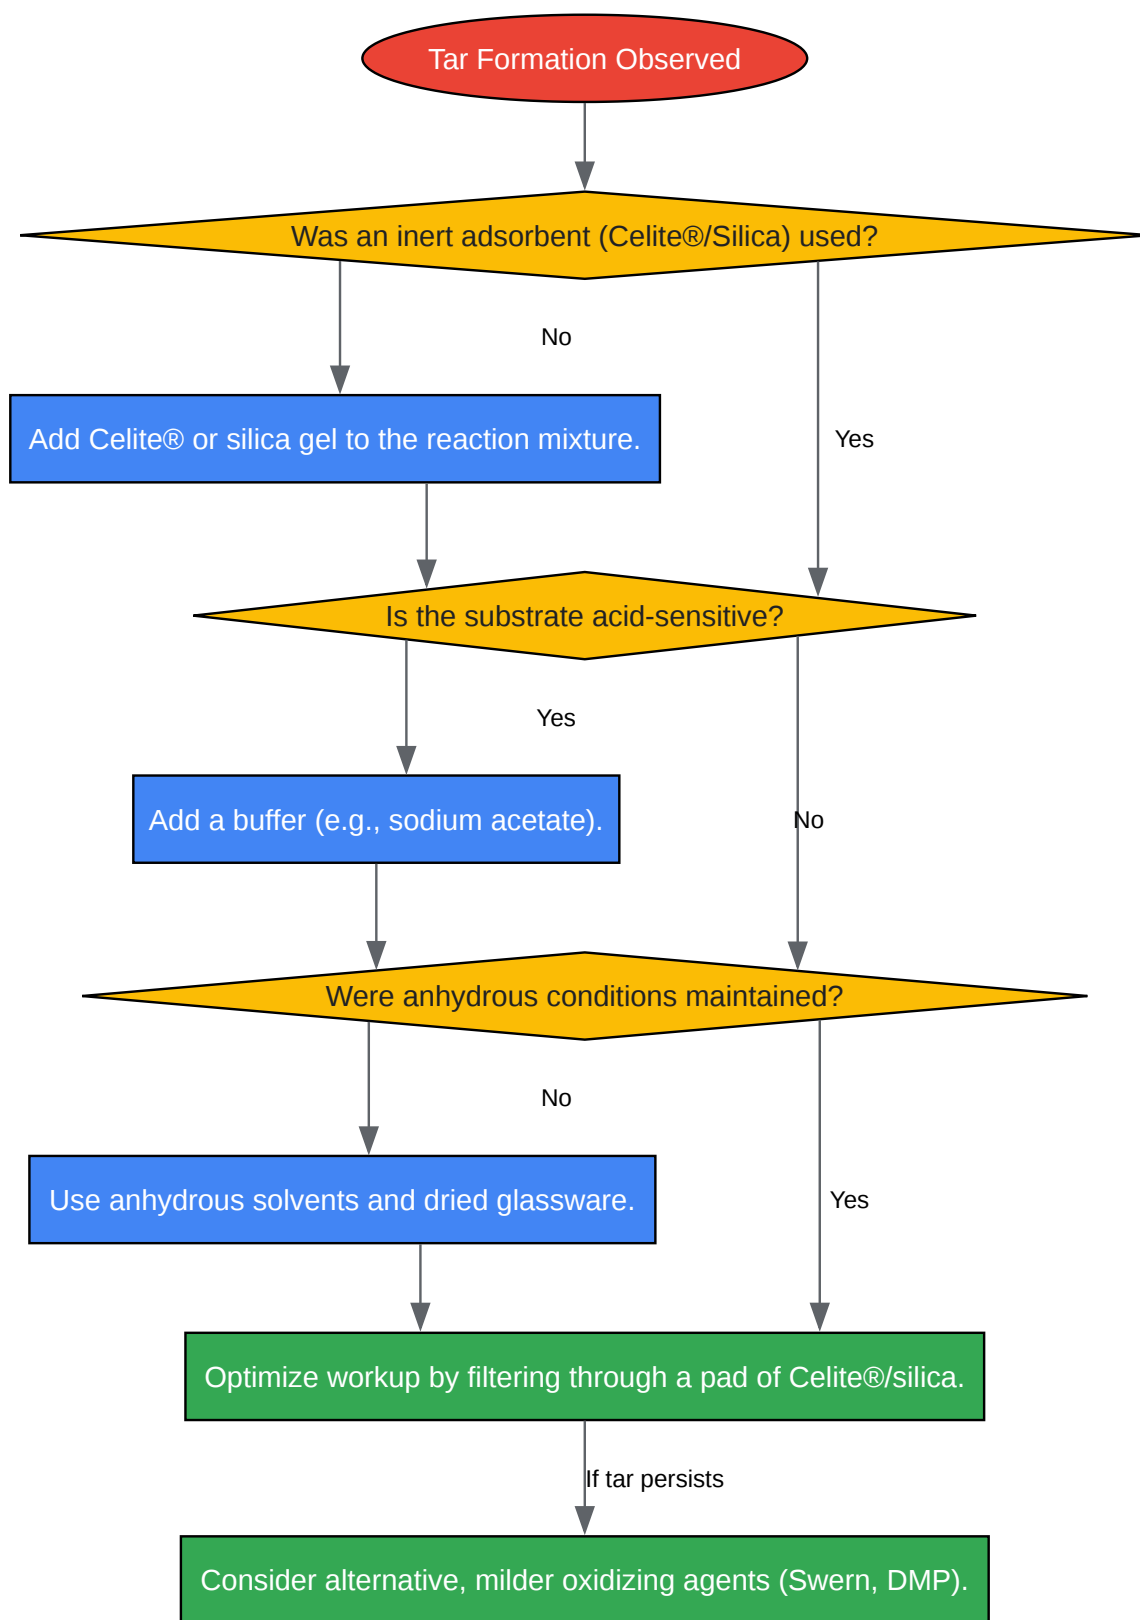 Tar Formation Observed
Was an inert adsorbent (Celite®/Silica) used?
No
Add Celite® or silica gel to the reaction mixture.
Yes
Is the substrate acid-sensitive?
Yes
Add a buffer (e.g., sodium acetate).
No
Were anhydrous conditions maintained?
No
Use anhydrous solvents and dried glassware.
Yes
Optimize workup by filtering through a pad of Celite®/silica.
If tar persists
Consider alternative, milder oxidizing agents (Swern, DMP).